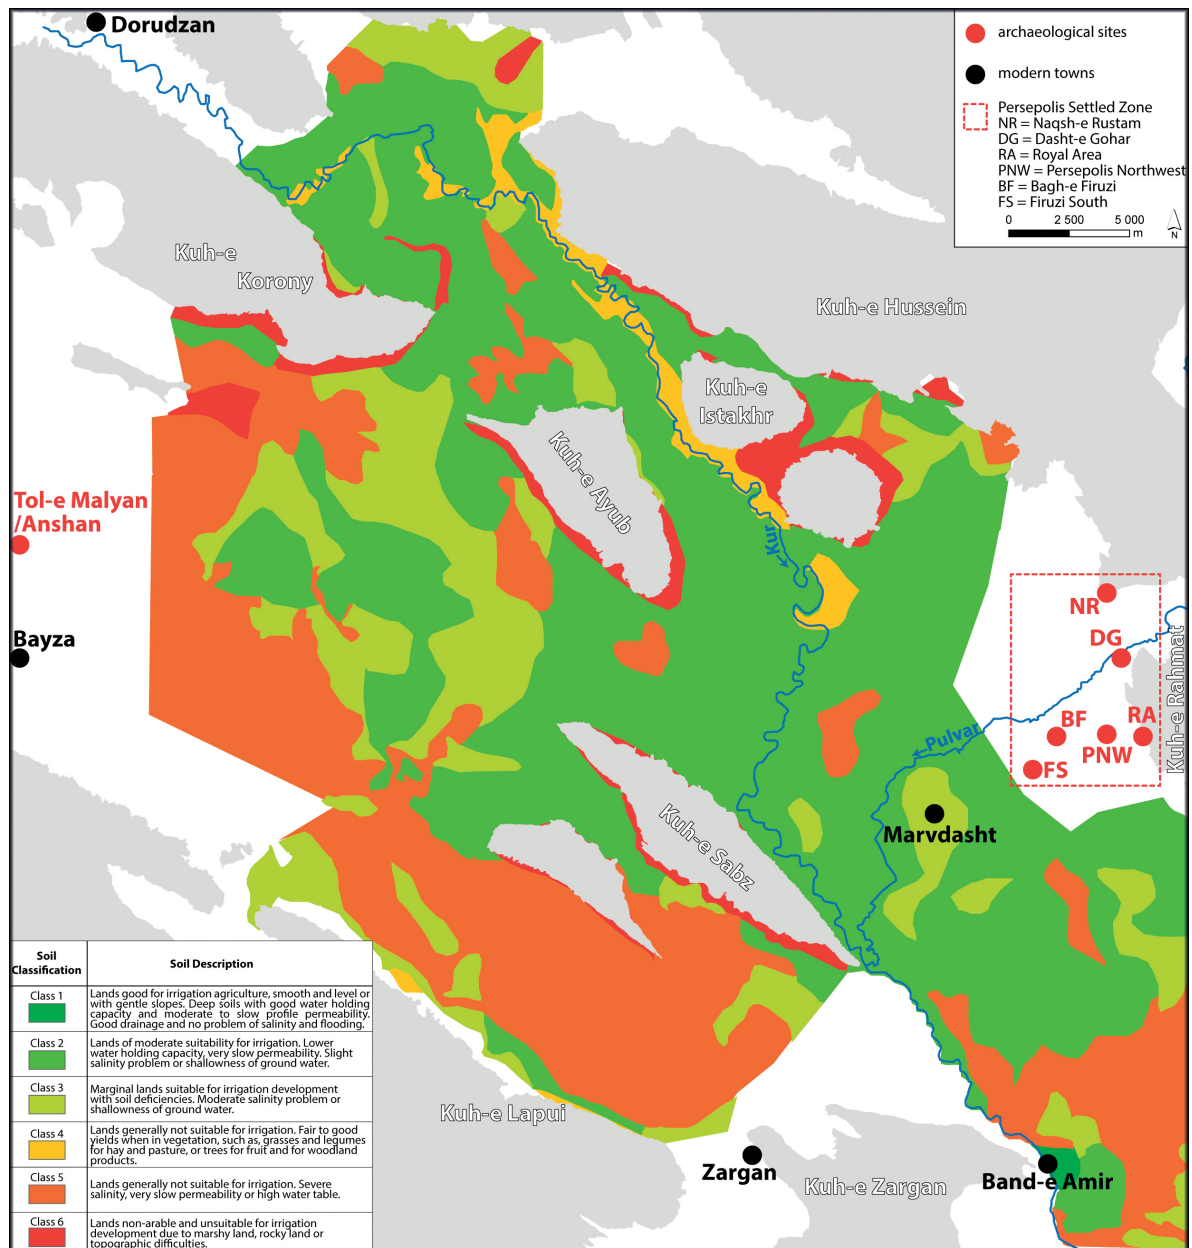 Dorudzan
archaeological sites
modern towns
Persepolis Settled Zone
NR = Naqsh-e Rustam
DG = Dasht-e Gohar
RA = Royal Area
PNW = Persepolis Northwest
BF = Bagh-e Firuzi
FS = Firuzi South
0 2 500 5 000
m
N
Kuh-e
Korony
Kuh-e Hussein
Kuh-e
Istakhr
Kuh-e Ayub
Tol-e Malyan
/Anshan
Kur
NR
Bayza
DG
Kuh-e Rahmat
BF
RA
PNW
Pulvar
FS
Marvdasht
Kuh-e Sabz
Kuh-e Lapui
Zargan
Kuh-e Zargan
Band-e Amir
Soil
Classification
Soil Description
Class 1
Lands good for irrigation agriculture, smooth and level or
with gentle slopes. Deep soils with good water holding
capacity and moderate to slow profile permeability.
Good drainage and no problem of salinity and flooding.
Class 2
Lands of moderate suitability for irrigation. Lower
water holding capacity, very slow permeability. Slight
salinity problem or shallowness of ground water.
Class 3
Marginal lands suitable for irrigation development
with soil deficiencies. Moderate salinity problem or
shallowness of ground water.
Class 4
Lands generally not suitable for irrigation. Fair to good
yields when in vegetation, such as, grasses and legumes
for hay and pasture, or trees for fruit and for woodland
products.
Class 5
Lands generally not suitable for irrigation. Severe
salinity, very slow permeability or high water table.
Class 6
Lands non-arable and unsuitable for irrigation
development due to marshy land, rocky land or
topographic difficulties.